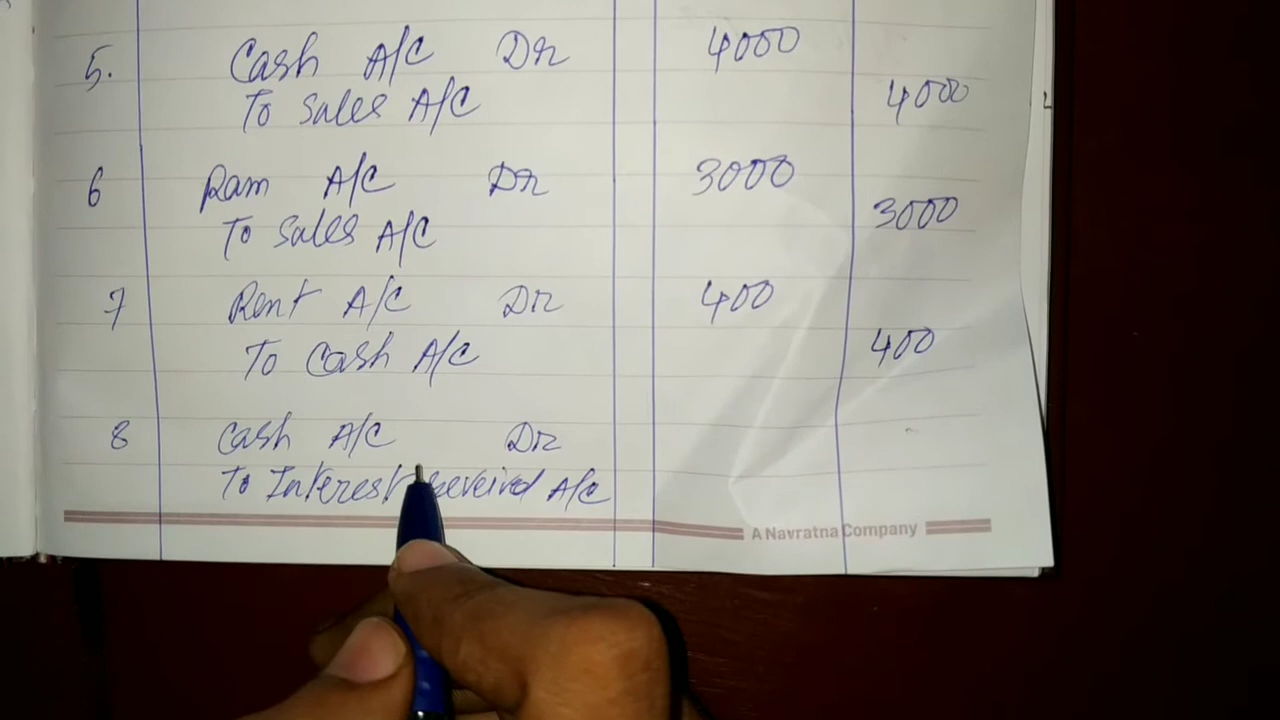 5. Cash A/C Dr 4000
To Sales A/C 4000
6 Ram A/C Dr 3000
To Sales A/C 3000
7 Rent A/C Dr 400
To Cash A/C 400
8 Cash A/C Dr
To Interest A/C
A Navratna Company